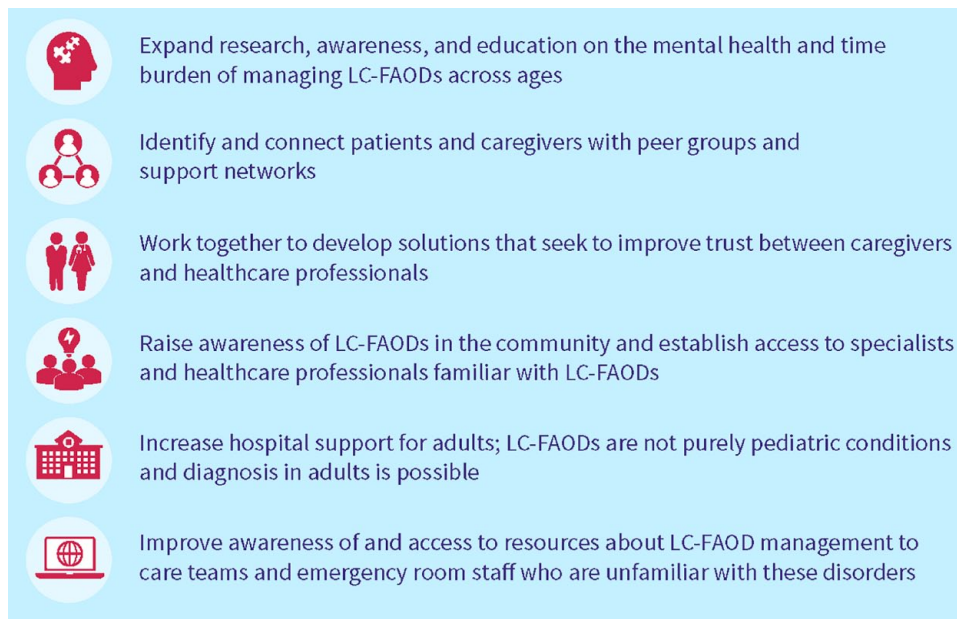 Expand research, awareness, and education on the mental health and time
burden of managing LC-FAODs across ages
Identify and connect patients and caregivers with peer groups and
support networks
Work together to develop solutions that seek to improve trust between caregivers
and healthcare professionals
Raise awareness of LC-FAODs in the community and establish access to specialists
and healthcare professionals familiar with LC-FAODs
Increase hospital support for adults; LC-FAODs are not purely pediatric conditions
and diagnosis in adults is possible
Improve awareness of and access to resources about LC-FAOD management to
care teams and emergency room staff who are unfamiliar with these disorders